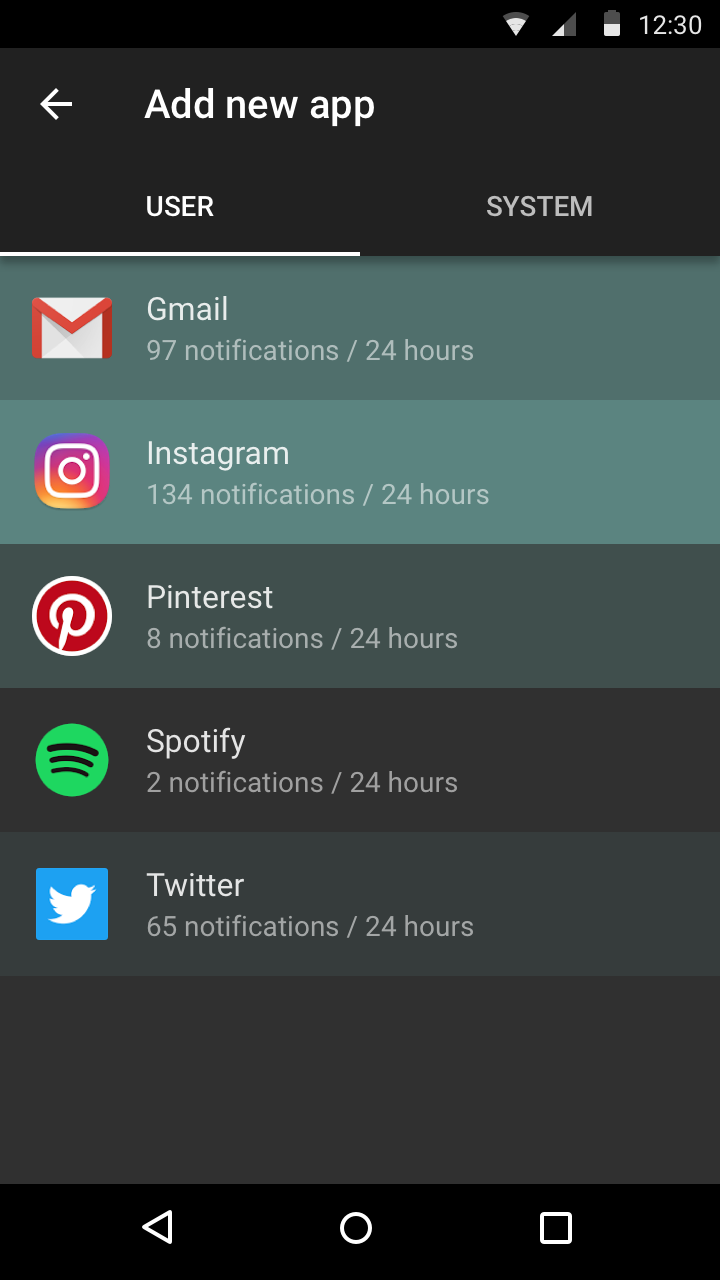 12:30
Add new app
USER SYSTEM
Gmail
97 notifications / 24 hours
Instagram
134 notifications / 24 hours
Pinterest
8 notifications / 24 hours
Spotify
2 notifications / 24 hours
Twitter
65 notifications / 24 hours